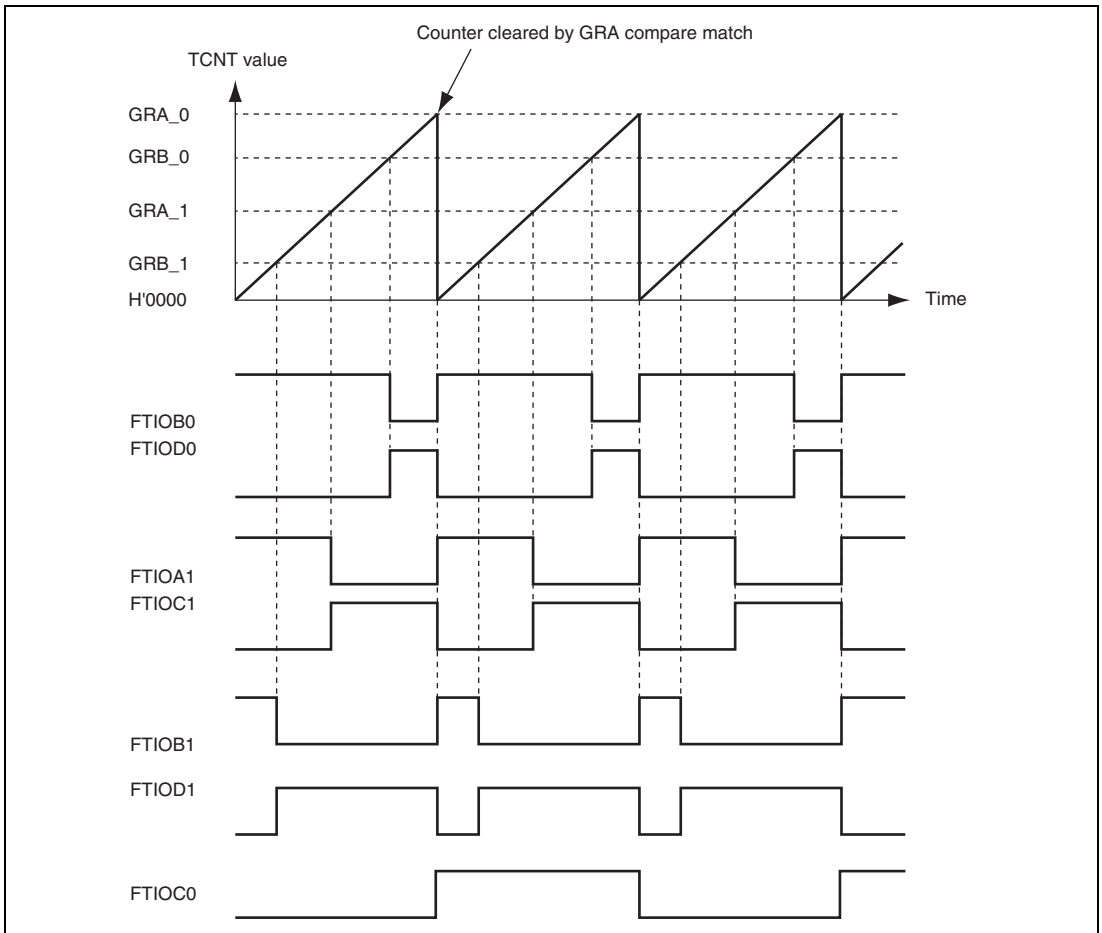 Counter cleared by GRA compare match
TCNT value
GRA_0
GRB_0
GRA_1
GRB_1
H'0000
Time
FTIOB0
FTIOD0
FTIOA1
FTIOC1
FTIOB1
FTIOD1
FTIOC0